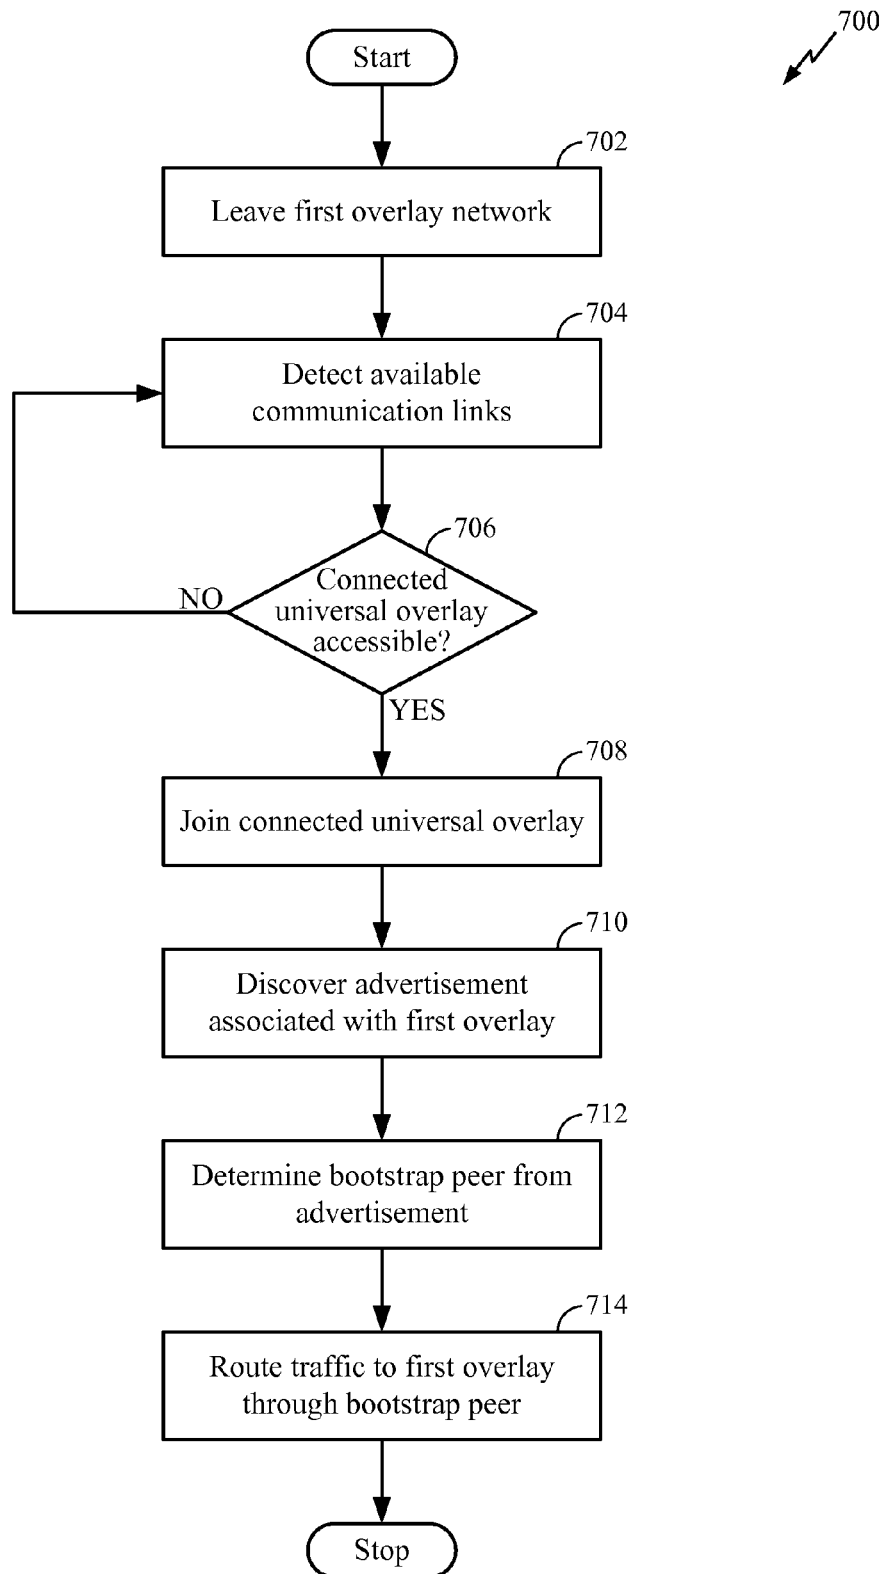 700
Start
702
Leave first overlay network
704
Detect available
communication links
706
Connected
universal overlay
accessible?
NO
YES
708
Join connected universal overlay
710
Discover advertisement
associated with first overlay
712
Determine bootstrap peer from
advertisement
714
Route traffic to first overlay
through bootstrap peer
Stop